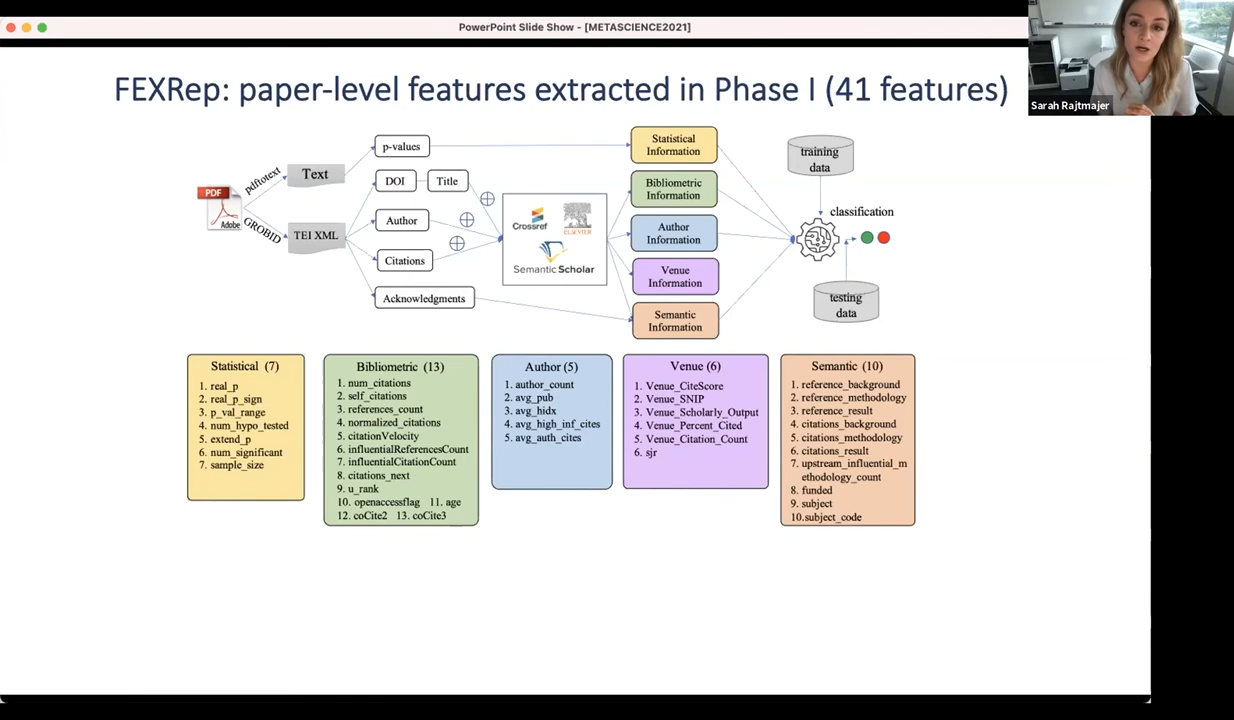 PowerPoint Slide Show - [METASCIENCE2021]
Sarah Rajtmajer
FEXRep: paper-level features extracted in Phase I (41 features)
PDF
Adobe
pdftotext
GROBID
Text
TEI XML
p-values
DOI
Title
Author
Citations
Acknowledgments
Crossref
ELSEVIER
Semantic Scholar
Statistical
Information
Bibliometric
Information
Author
Information
Venue
Information
Semantic
Information
training
data
classification
testing
data
Statistical (7)
1. real_p
2. real_p_sign
3. p_val_range
4. num_hypo_tested
5. extend_p
6. num_significant
7. sample_size
Bibliometric (13)
1. num_citations
2. self_citations
3. references_count
4. normalized_citations
5. citationVelocity
6. influentialReferencesCount
7. influentialCitationCount
8. citations_next
9. u_rank
10. openaccessflag 11. age
12. coCite2 13. coCite3
Author (5)
1. author_count
2. avg_pub
3. avg_hidx
4. avg_high_inf_cites
5. avg_auth_cites
Venue (6)
1. Venue_CiteScore
2. Venue_SNIP
3. Venue_Scholarly_Output
4. Venue_Percent_Cited
5. Venue_Citation_Count
6. sjr
Semantic (10)
1. reference_background
2. reference_methodology
3. reference_result
4. citations_background
5. citations_methodology
6. citations_result
7. upstream_influential_m
ethodology_count
8. funded
9. subject
10.subject_code